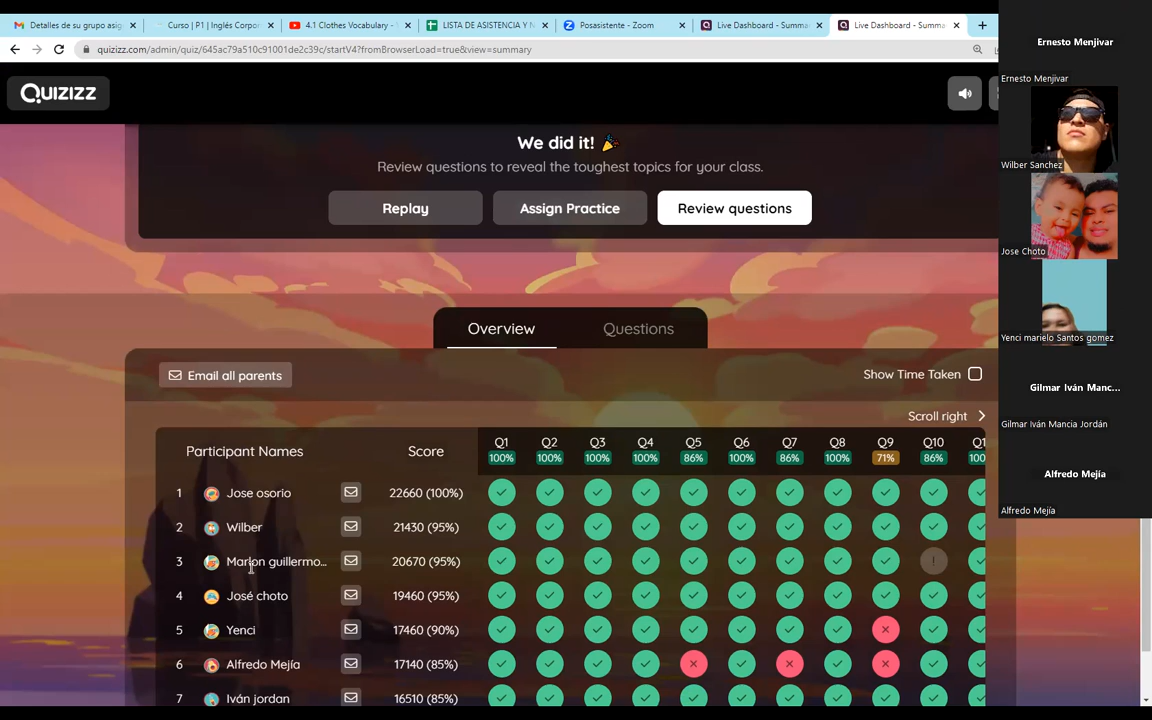 Detalles de su grupo asig
Curso | P1 | Inglés Corpor
4.1 Clothes Vocabulary -
LISTA DE ASISTENCIA Y N
Posasistente - Zoom
Live Dashboard - Summa
Live Dashboard - Summa
quizizz.com/admin/quiz/645ac79a510c91001de2c39c/startV4?fromBrowserLoad=true&view=summary
Quizizz
We did it!
Review questions to reveal the toughest topics for your class.
Replay
Assign Practice
Review questions
Overview
Questions
Email all parents
Show Time Taken
Scroll right
Participant Names
Score
Q1 Q2 Q3 Q4 Q5 Q6 Q7 Q8 Q9 Q10 Q1
100% 100% 100% 100% 86% 100% 86% 100% 71% 86% 100
1 Jose osorio 22660 (100%)
2 Wilber 21430 (95%)
3 Marlon guillermo... 20670 (95%)
4 José choto 19460 (95%)
5 Yenci 17460 (90%)
6 Alfredo Mejía 17140 (85%)
7 Iván jordan 16510 (85%)
Ernesto Menjivar
Ernesto Menjivar
Wilber Sanchez
Jose Choto
Yenci marielo Santos gomez
Gilmar Iván Manc...
Gilmar Iván Mancia Jordán
Alfredo Mejía
Alfredo Mejía